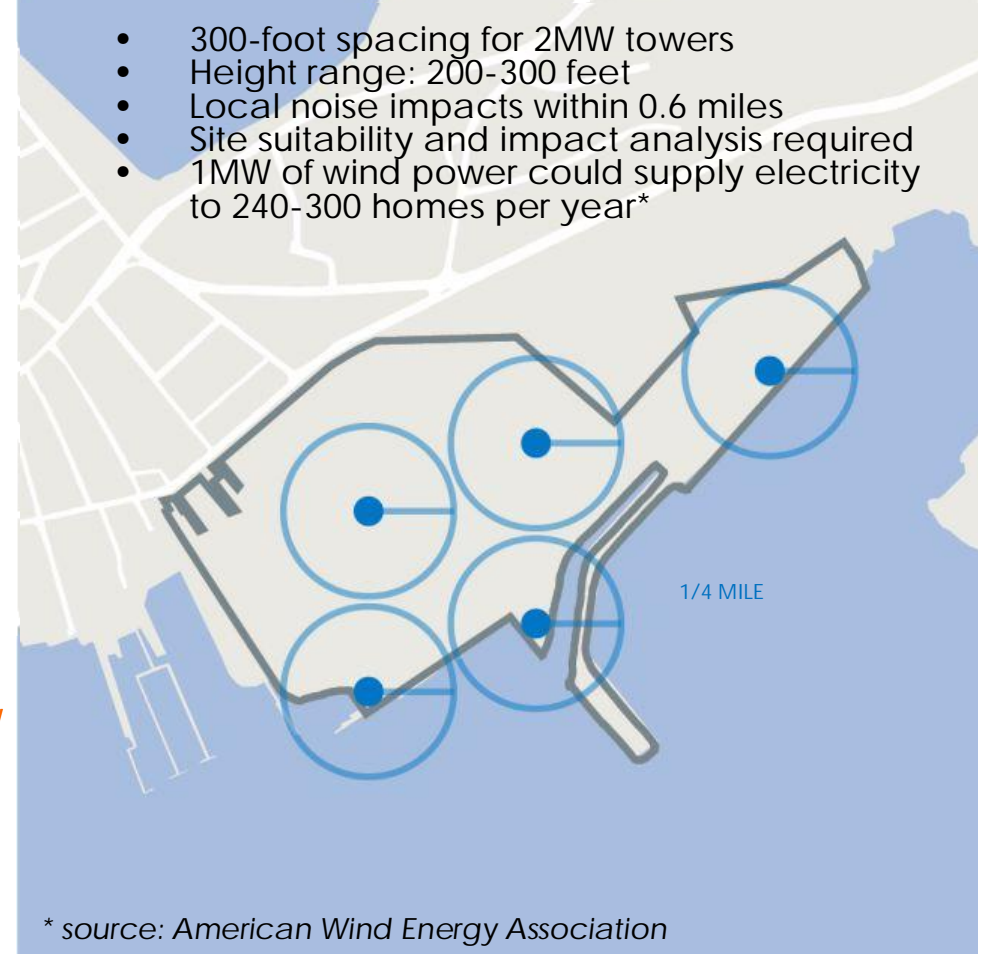 • 300-foot spacing for 2MW towers
• Height range: 200-300 feet
• Local noise impacts within 0.6 miles
• Site suitability and impact analysis required
• 1MW of wind power could supply electricity
to 240-300 homes per year*
1/4 MILE
* source: American Wind Energy Association